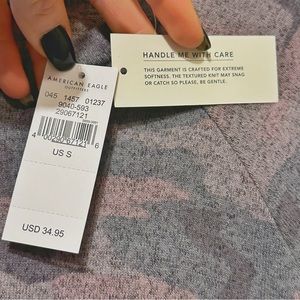 AMERICAN EAGLE
OUTFITTERS
045 1457 01237
9040-593
29067121
US S
USD 34.95
HANDLE ME WITH CARE
THIS GARMENT IS CRAFTED FOR EXTREME
SOFTNESS. THE TEXTURED KNIT MAY SNAG
OR CATCH SO PLEASE, BE GENTLE.